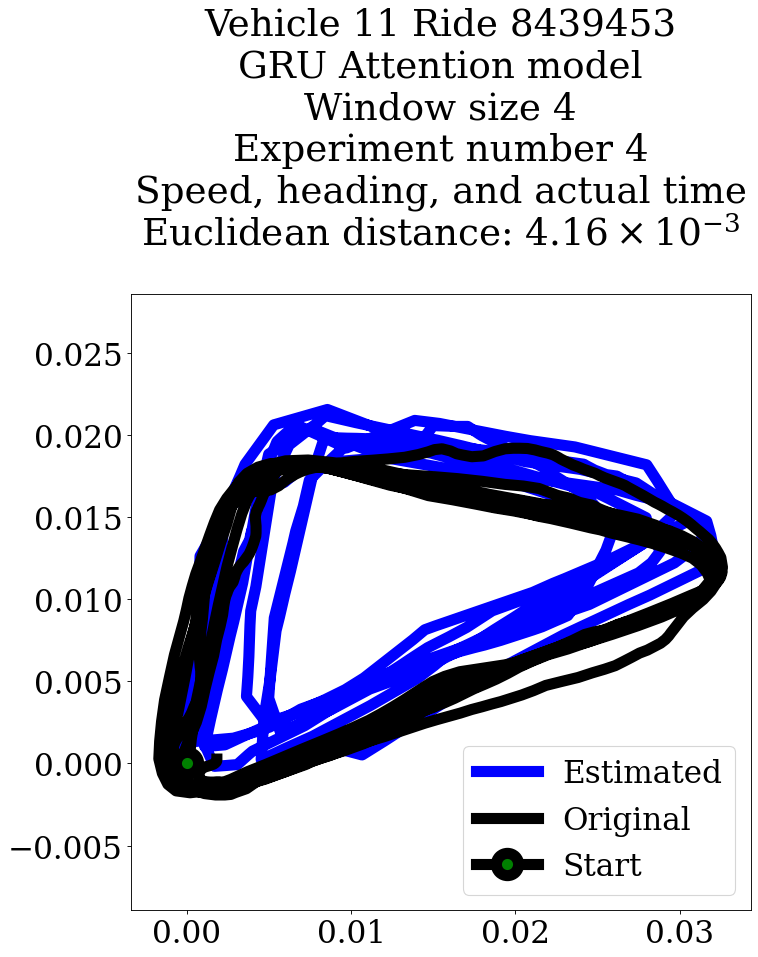 Vehicle 11 Ride 8439453
GRU Attention model
Window size 4
Experiment number 4
Speed, heading, and actual time
Euclidean distance: 4.16 × 10⁻³
0.025
0.020
0.015
0.010
0.005
0.000
−0.005
0.00 0.01 0.02 0.03
Estimated
Original
Start